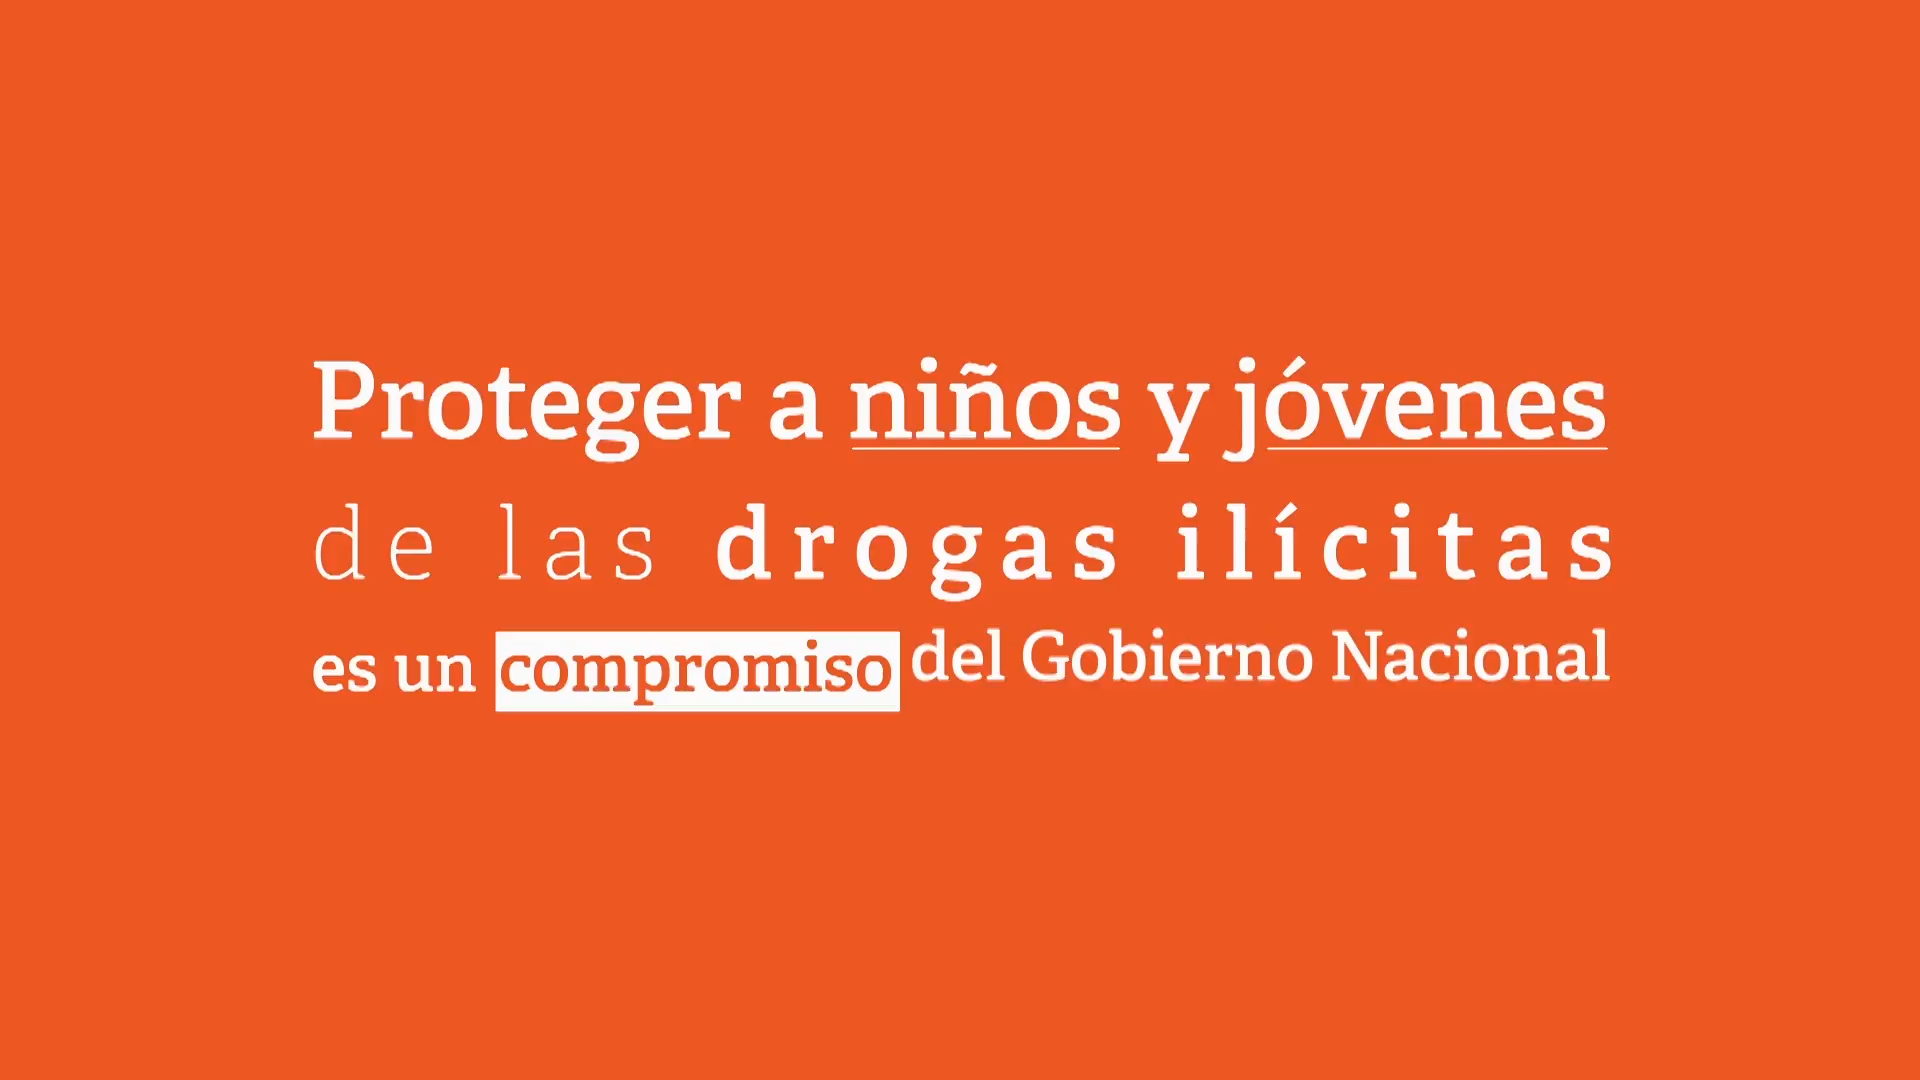 Proteger a niños y jóvenes
de las drogas ilícitas
es un compromiso del Gobierno Nacional